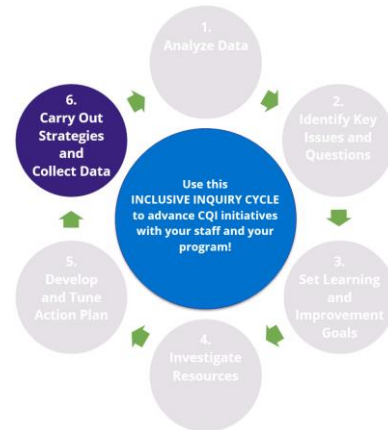 1.
Analyze Data
2.
Identify Key
Issues and
Questions
3.
Set Learning
and
Improvement
Goals
4.
Investigate
Resources
5.
Develop
and Tune
Action Plan
6.
Carry Out
Strategies
and
Collect Data
Use this
INCLUSIVE INQUIRY CYCLE
to advance CQI initiatives
with your staff and your
program!